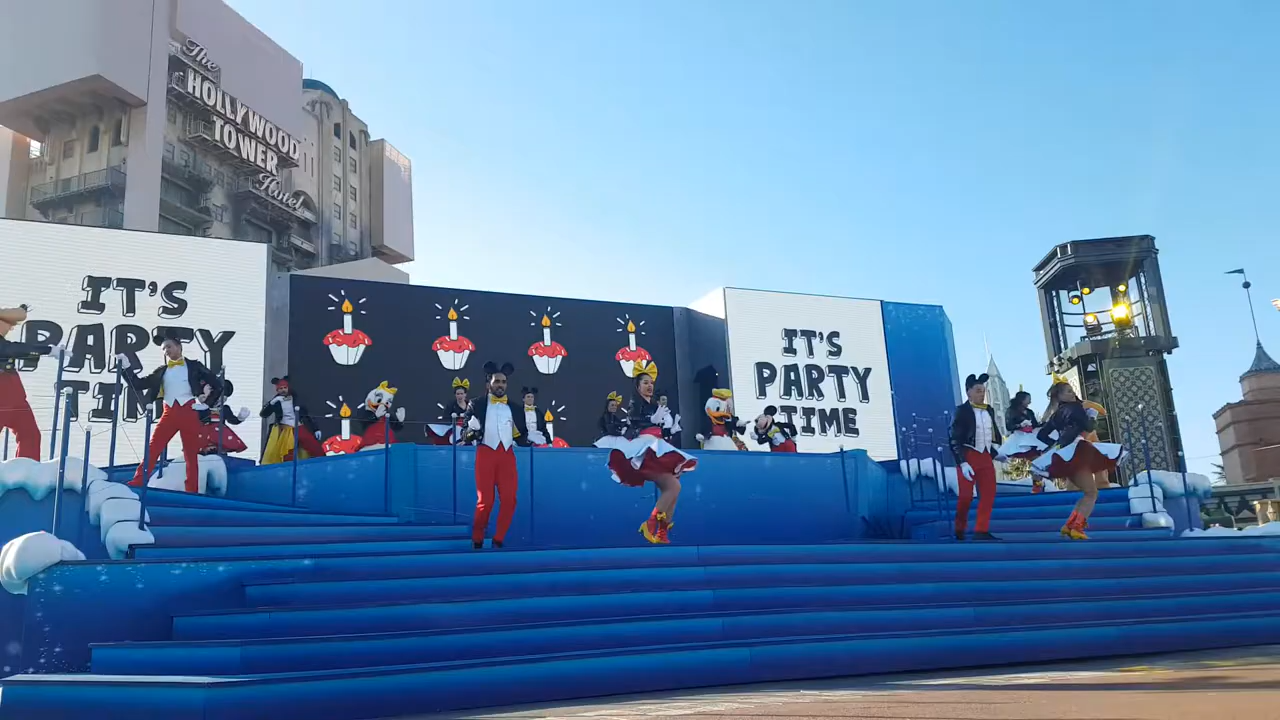 The
HOLLYWOOD
TOWER
Hotel
IT'S
PARTY
TIME
IT'S
PARTY
TIME